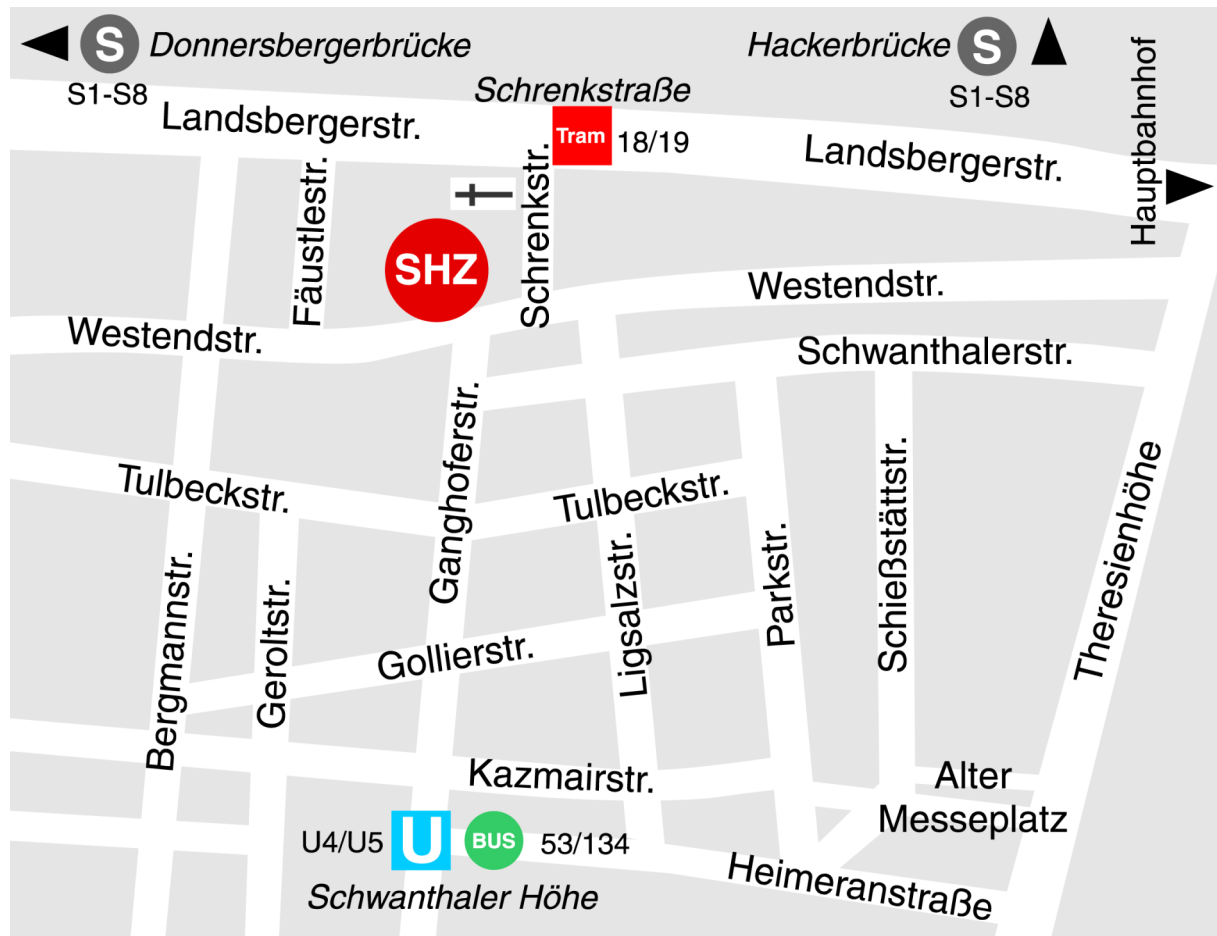 S
Donnersbergerbrücke
S1-S8
Hackerbrücke
S
S1-S8
Hauptbahnhof
Schrenkstraße
Tram
18/19
Landsbergerstr.
Landsbergerstr.
Fäustlestr.
Schrenkstr.
SHZ
Westendstr.
Westendstr.
Schwanthalerstr.
Ganghoferstr.
Tulbeckstr.
Tulbeckstr.
Schießstättstr.
Theresienhöhe
Bergmannstr.
Geroltstr.
Gollierstr.
Ligsalzstr.
Parkstr.
Kazmairstr.
Alter
Messeplatz
U4/U5
U
BUS
53/134
Schwanthaler Höhe
Heimeranstraße